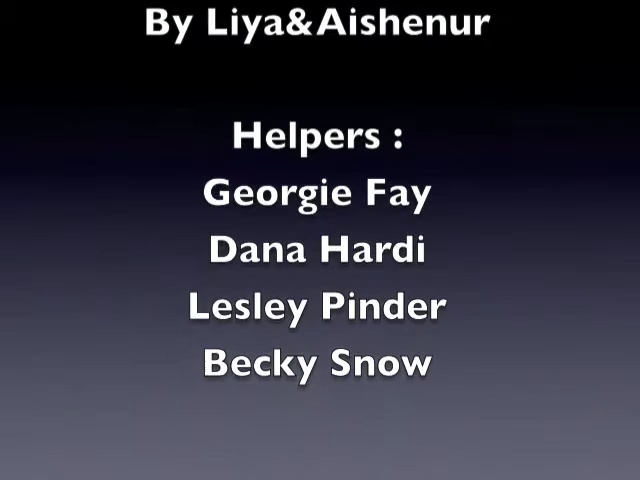 By Liya&Aishenur
Helpers :
Georgie Fay
Dana Hardi
Lesley Pinder
Becky Snow